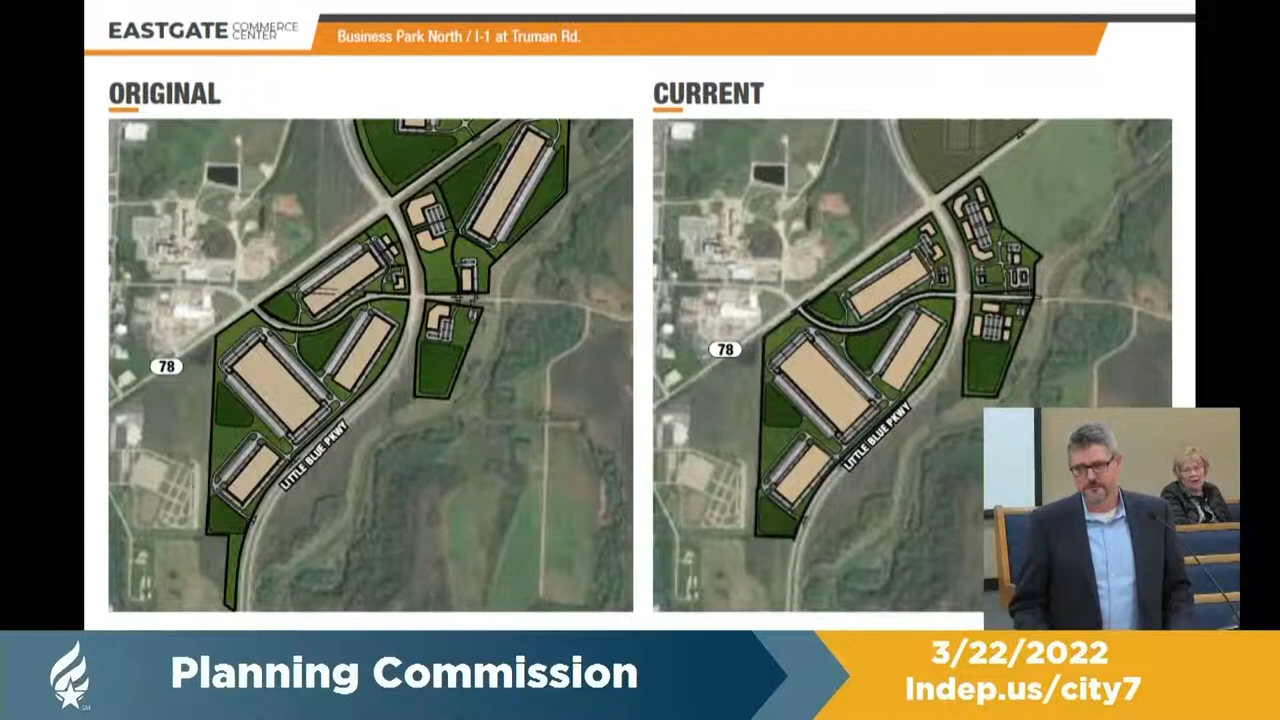 EASTGATE COMMERCE CENTER
Business Park North / I-1 at Truman Rd.
ORIGINAL
CURRENT
78
LITTLE BLUE PKWY
78
LITTLE BLUE PKWY
Planning Commission
3/22/2022
Indep.us/city7
SM